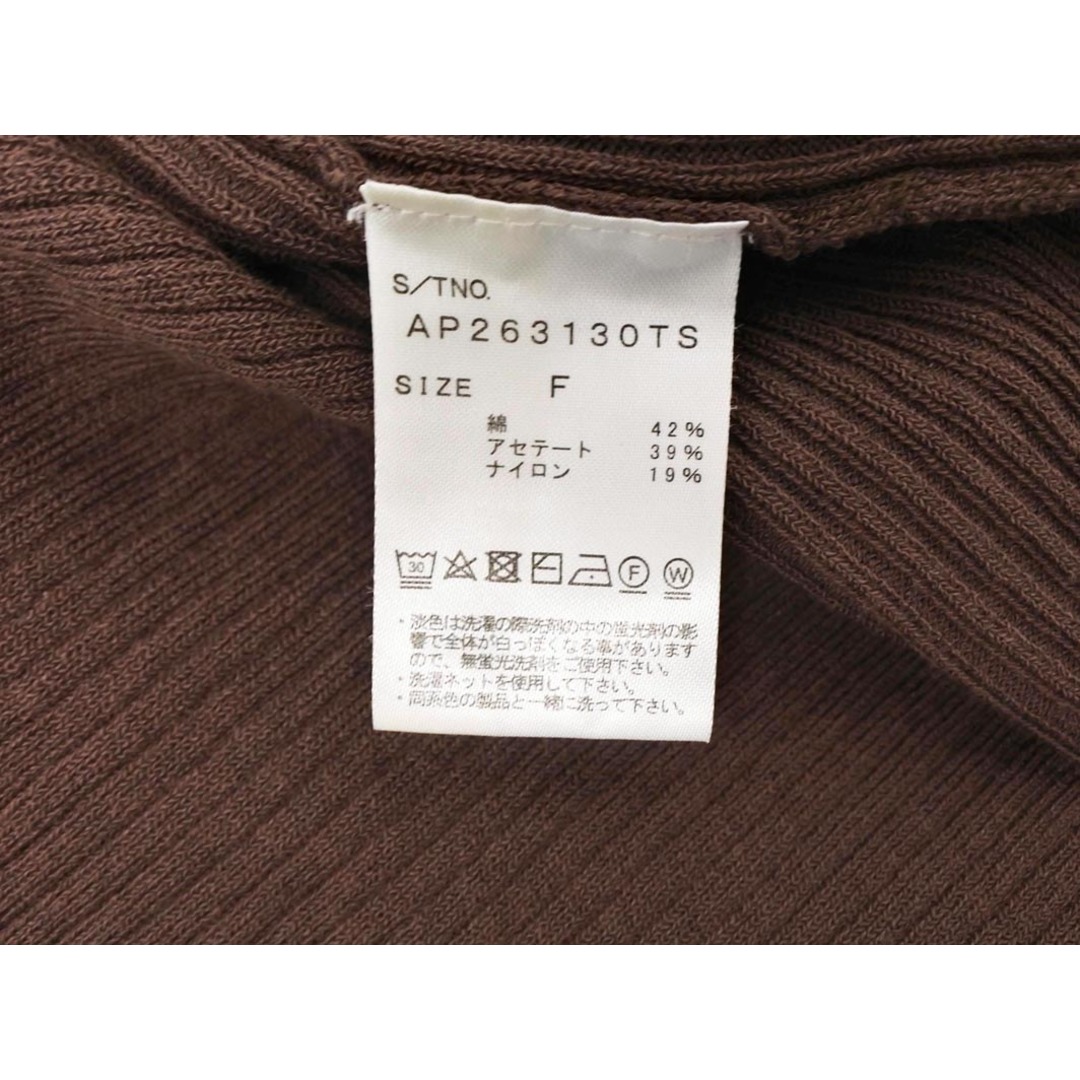 S/TNO.
AP263130TS
SIZE F
綿 42%
アセテート 39%
ナイロン 19%
30
F W
・淡色は洗濯の際洗剤の中の蛍光剤の影
響で全体が白っぽくなる事があります
ので、無蛍光洗剤をご使用下さい。
・洗濯ネットを使用して下さい。
・同系色の製品と一緒に洗って下さい。